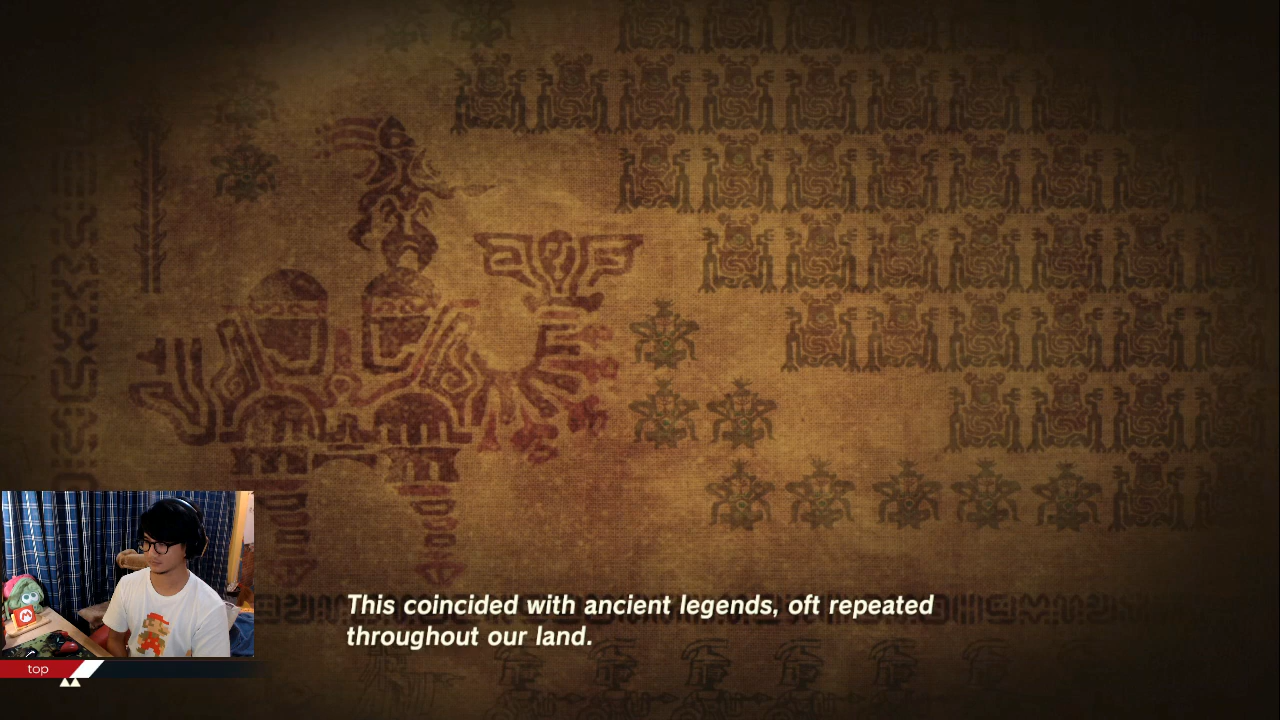 This coincided with ancient legends, oft repeated
throughout our land.
top